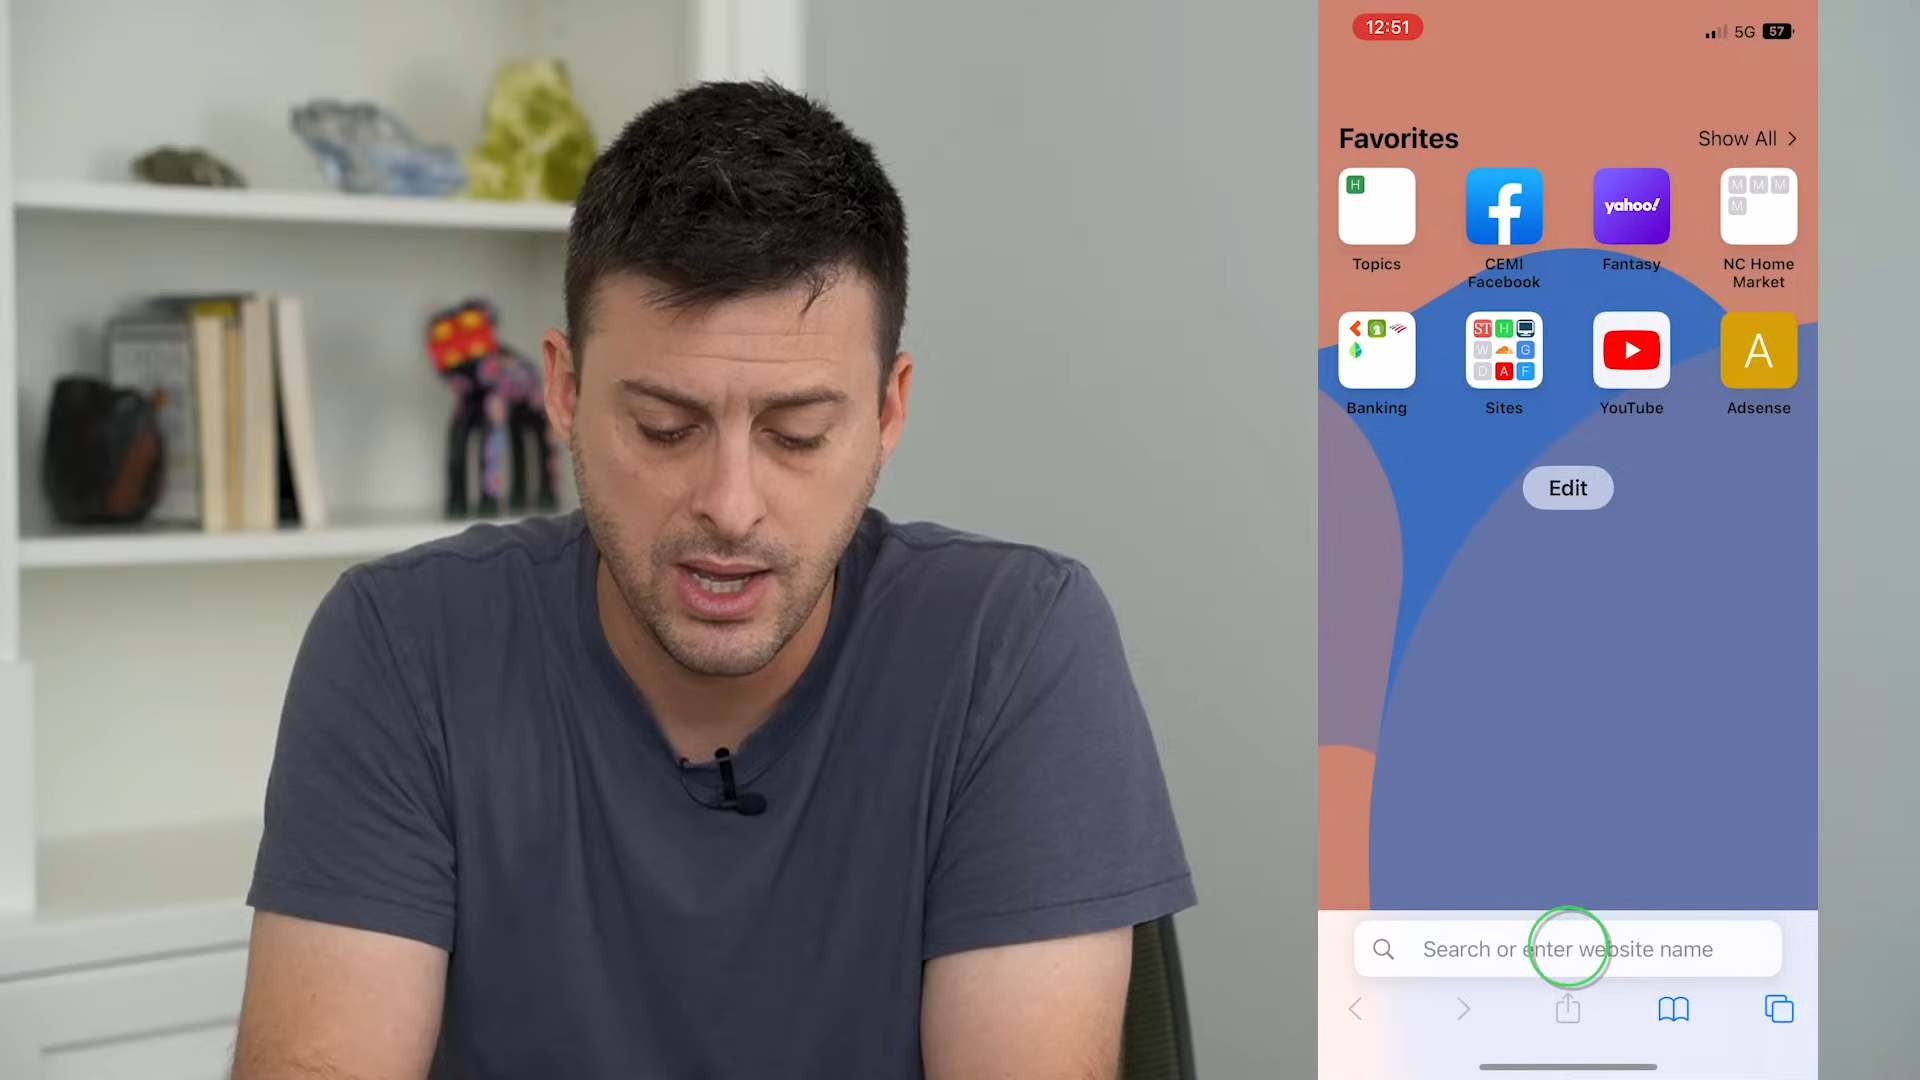 12:51
5G 57
Favorites
Show All
H
yahoo!
M M M
M
Topics
CEMI
Facebook
Fantasy
NC Home
Market
ST H
W G
D A F
A
Banking
Sites
YouTube
Adsense
Edit
Search or enter website name